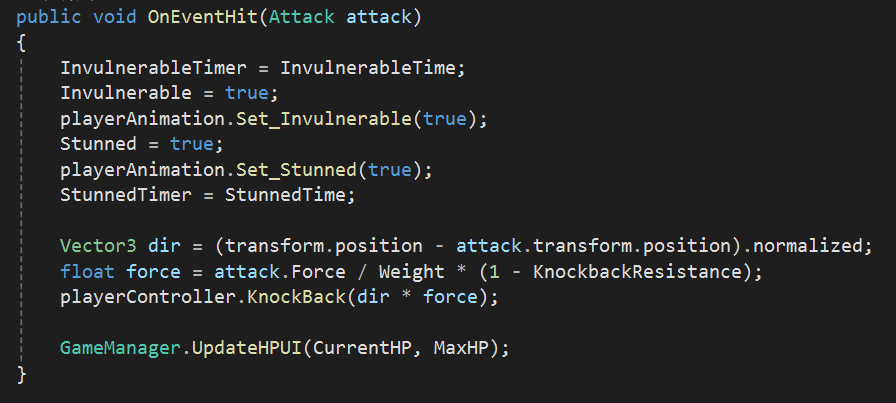 public void OnEventHit(Attack attack)
{
InvulnerableTimer = InvulnerableTime;
Invulnerable = true;
playerAnimation.Set_Invulnerable(true);
Stunned = true;
playerAnimation.Set_Stunned(true);
StunnedTimer = StunnedTime;
Vector3 dir = (transform.position - attack.transform.position).normalized;
float force = attack.Force / Weight * (1 - KnockbackResistance);
playerController.KnockBack(dir * force);
GameManager.UpdateHPUI(CurrentHP, MaxHP);
}